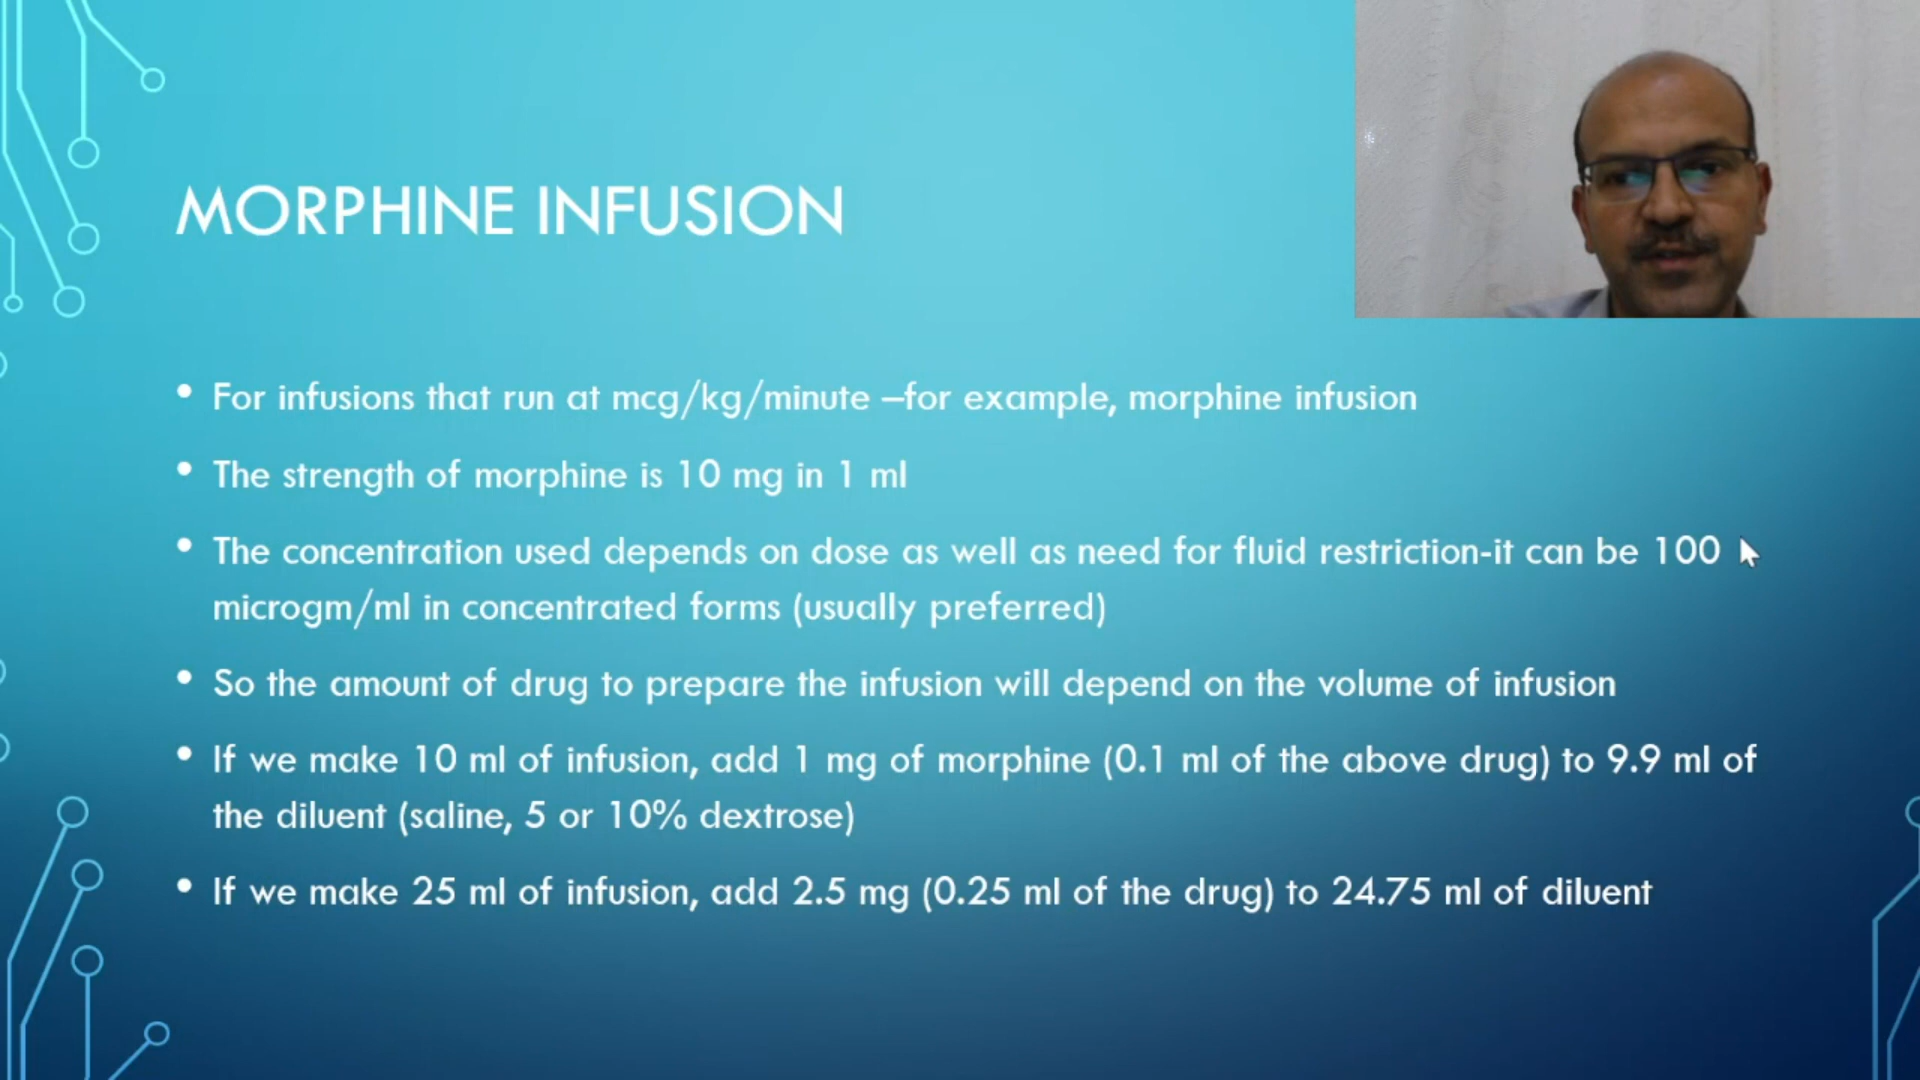 MORPHINE INFUSION
• For infusions that run at mcg/kg/minute –for example, morphine infusion
• The strength of morphine is 10 mg in 1 ml
• The concentration used depends on dose as well as need for fluid restriction-it can be 100
microgm/ml in concentrated forms (usually preferred)
• So the amount of drug to prepare the infusion will depend on the volume of infusion
• If we make 10 ml of infusion, add 1 mg of morphine (0.1 ml of the above drug) to 9.9 ml of
the diluent (saline, 5 or 10% dextrose)
• If we make 25 ml of infusion, add 2.5 mg (0.25 ml of the drug) to 24.75 ml of diluent